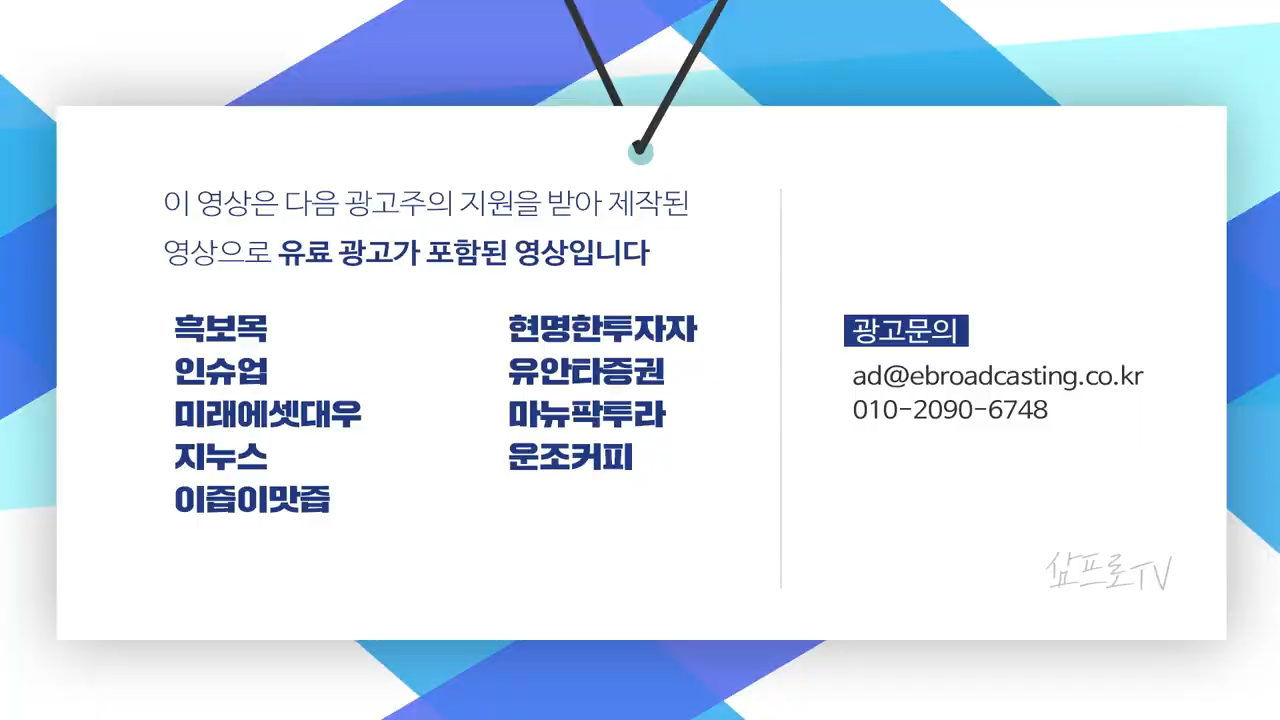 이 영상은 다음 광고주의 지원을 받아 제작된
영상으로 유료 광고가 포함된 영상입니다
흑보목
인슈업
미래에셋대우
지누스
이즙이맛즙
현명한투자자
유안타증권
마뉴팍투라
운조커피
광고문의
ad@ebroadcasting.co.kr
010-2090-6748
삼프로TV